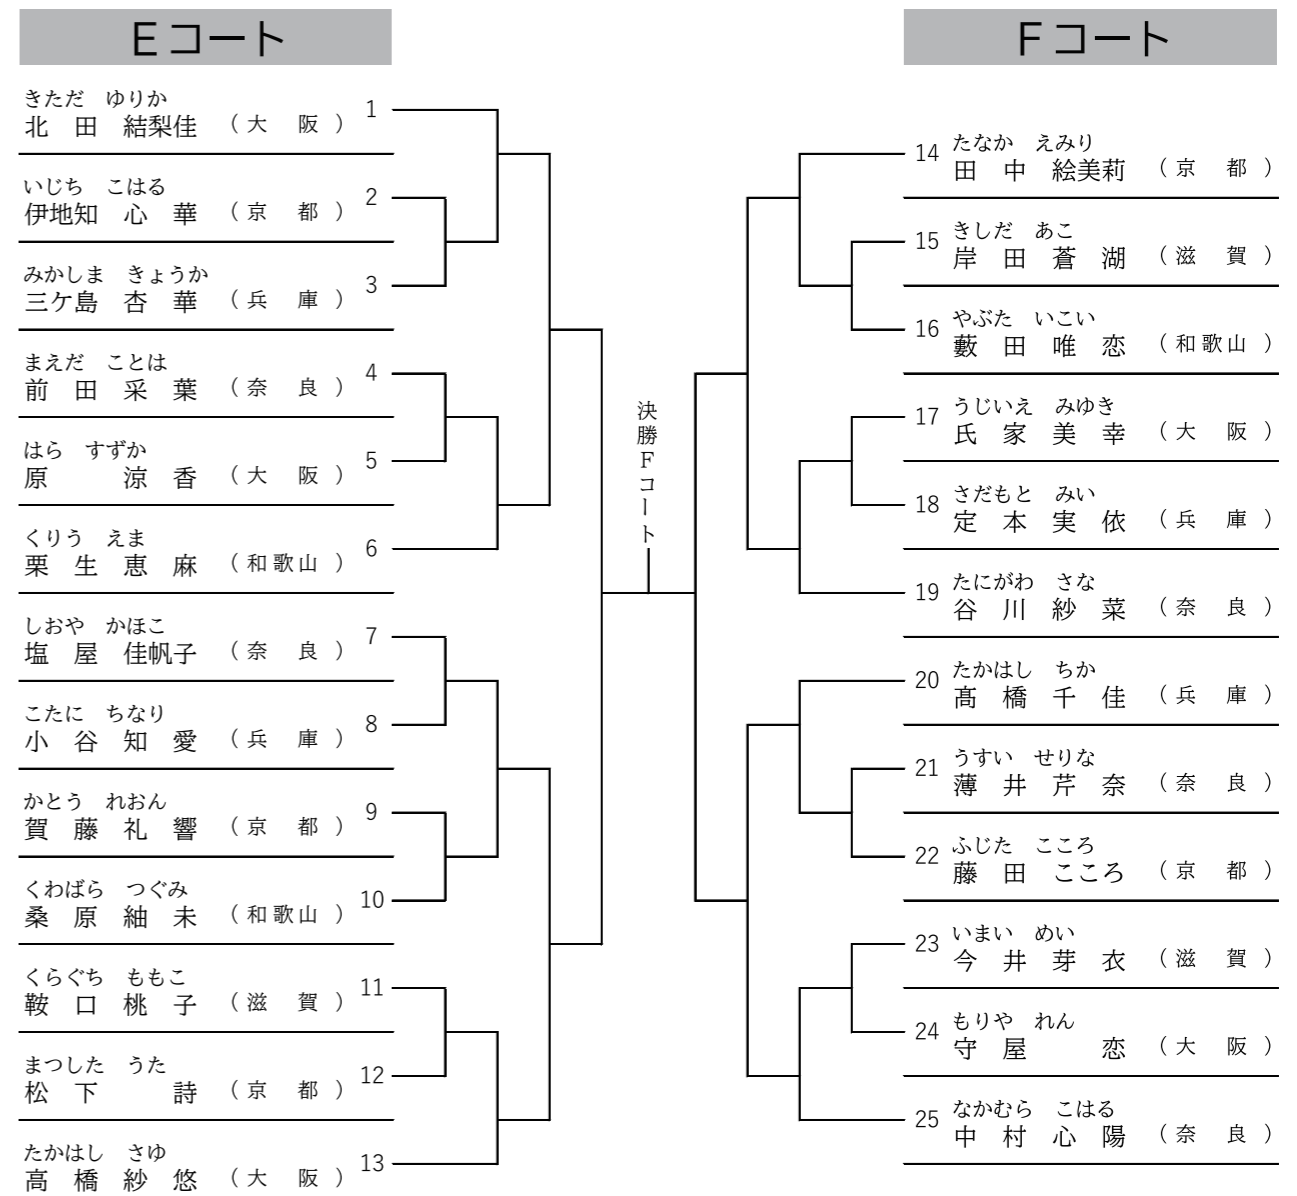 Eコート
きただ ゆりか
北田 結梨佳 (大阪) 1
いじち こはる
伊地知 心華 (京都) 2
みかしま きょうか
三ケ島 杏華 (兵庫) 3
まえだ ことは
前田 采葉 (奈良) 4
はら すずか
原 涼香 (大阪) 5
くりう えま
栗生 恵麻 (和歌山) 6
しおや かほこ
塩屋 佳帆子 (奈良) 7
こたに ちなり
小谷 知愛 (兵庫) 8
かとう れおん
賀藤 礼響 (京都) 9
くわばら つぐみ
桑原 紬未 (和歌山) 10
くらぐち ももこ
鞍口 桃子 (滋賀) 11
まつした うた
松下 詩 (京都) 12
たかはし さゆ
高橋 紗悠 (大阪) 13
決勝Fコート
Fコート
たなか えみり
14 田中 絵美莉 (京都)
きしだ あこ
15 岸田 蒼湖 (滋賀)
やぶた いこい
16 藪田 唯恋 (和歌山)
うじいえ みゆき
17 氏家 美幸 (大阪)
さだもと みい
18 定本 実依 (兵庫)
たにがわ さな
19 谷川 紗菜 (奈良)
たかはし ちか
20 髙橋 千佳 (兵庫)
うすい せりな
21 薄井 芹奈 (奈良)
ふじた こころ
22 藤田 こころ (京都)
いまい めい
23 今井 芽衣 (滋賀)
もりや れん
24 守屋 恋 (大阪)
なかむら こはる
25 中村 心陽 (奈良)